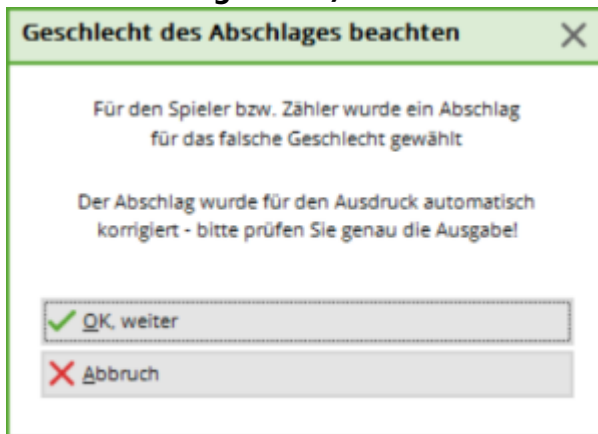 Geschlecht des Abschlages beachten
Für den Spieler bzw. Zähler wurde ein Abschlag
für das falsche Geschlecht gewählt
Der Abschlag wurde für den Ausdruck automatisch
korrigiert - bitte prüfen Sie genau die Ausgabe!
OK, weiter
Abbruch